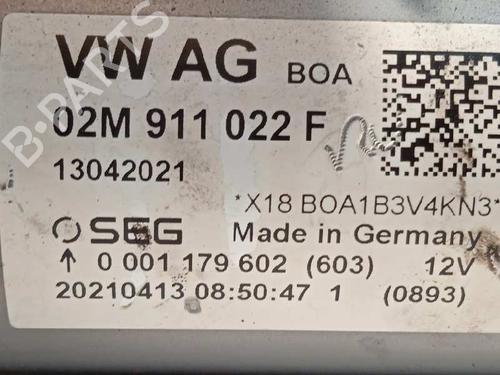 VW AG BOA
02M 911 022 F
13042021
*X18 BOA1B3V4KN3*
SEG Made in Germany
↑ 0 001 179 602 (603) 12V
20210413 08:50:47 1 (0893)
B-PARTS